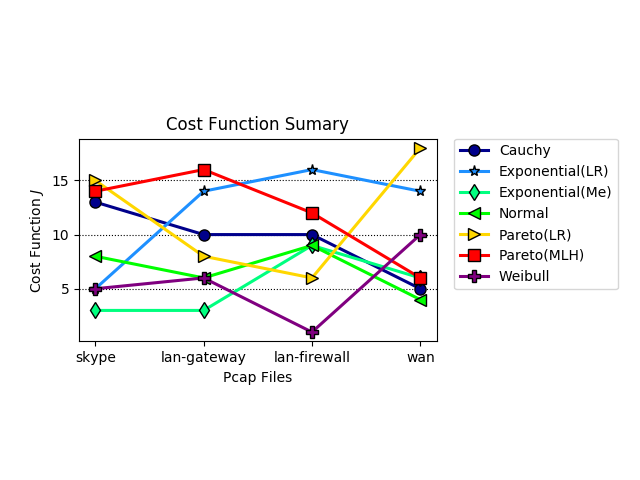 Cost Function Sumary
Cost Function J
15
10
5
skype lan-gateway lan-firewall wan
Pcap Files
Cauchy
Exponential(LR)
Exponential(Me)
Normal
Pareto(LR)
Pareto(MLH)
Weibull